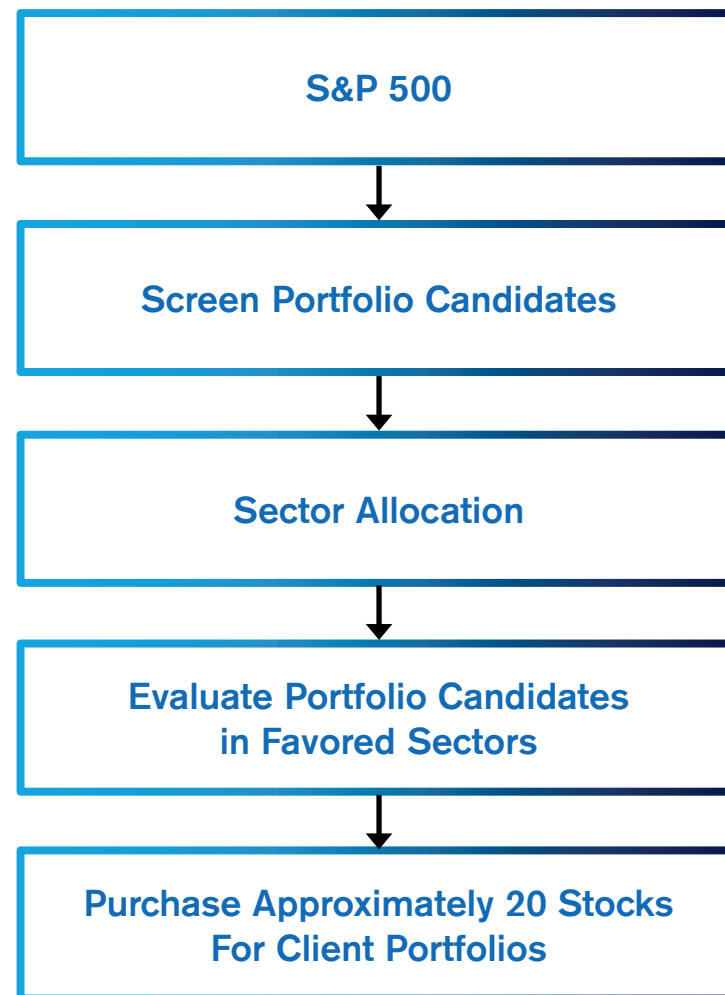 S&P 500
Screen Portfolio Candidates
Sector Allocation
Evaluate Portfolio Candidates
in Favored Sectors
Purchase Approximately 20 Stocks
For Client Portfolios